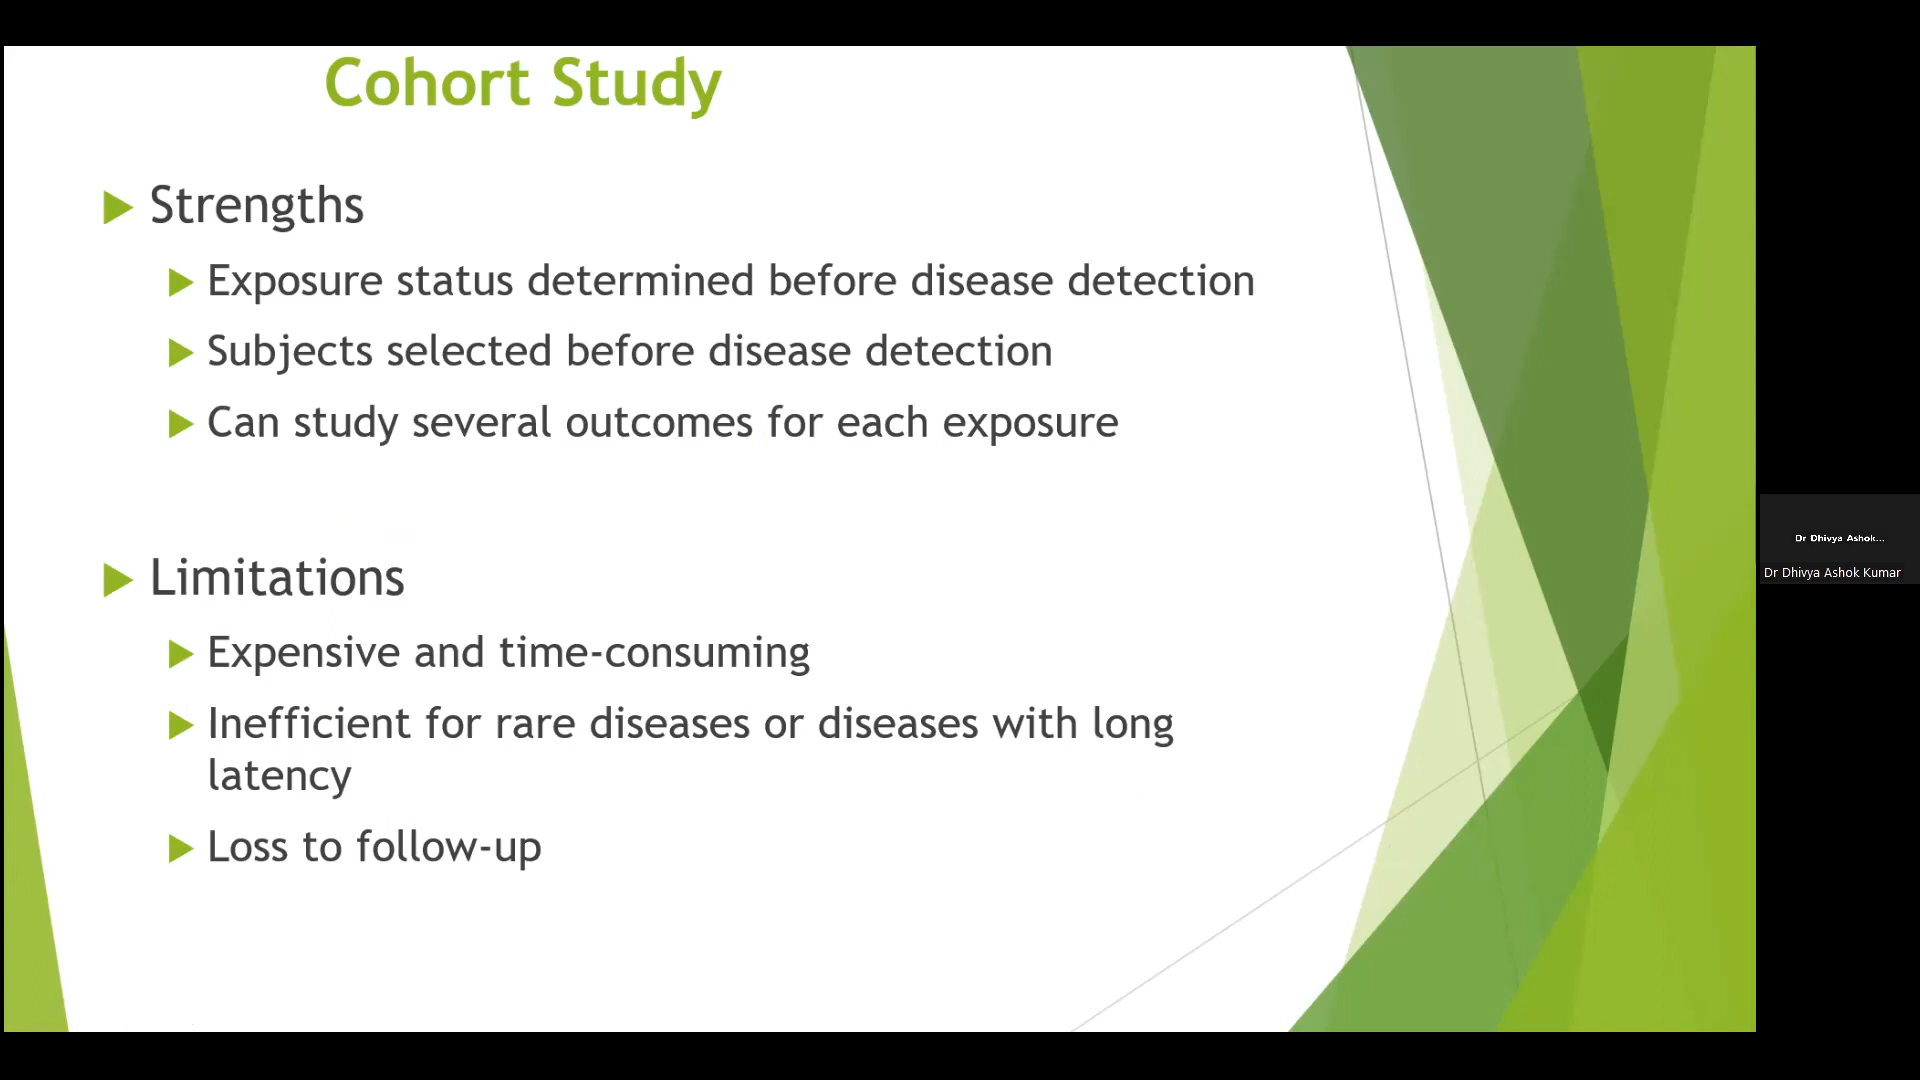 Cohort Study
Strengths
Exposure status determined before disease detection
Subjects selected before disease detection
Can study several outcomes for each exposure
Limitations
Expensive and time-consuming
Inefficient for rare diseases or diseases with long
latency
Loss to follow-up
Dr Dhivya Ashok...
Dr Dhivya Ashok Kumar